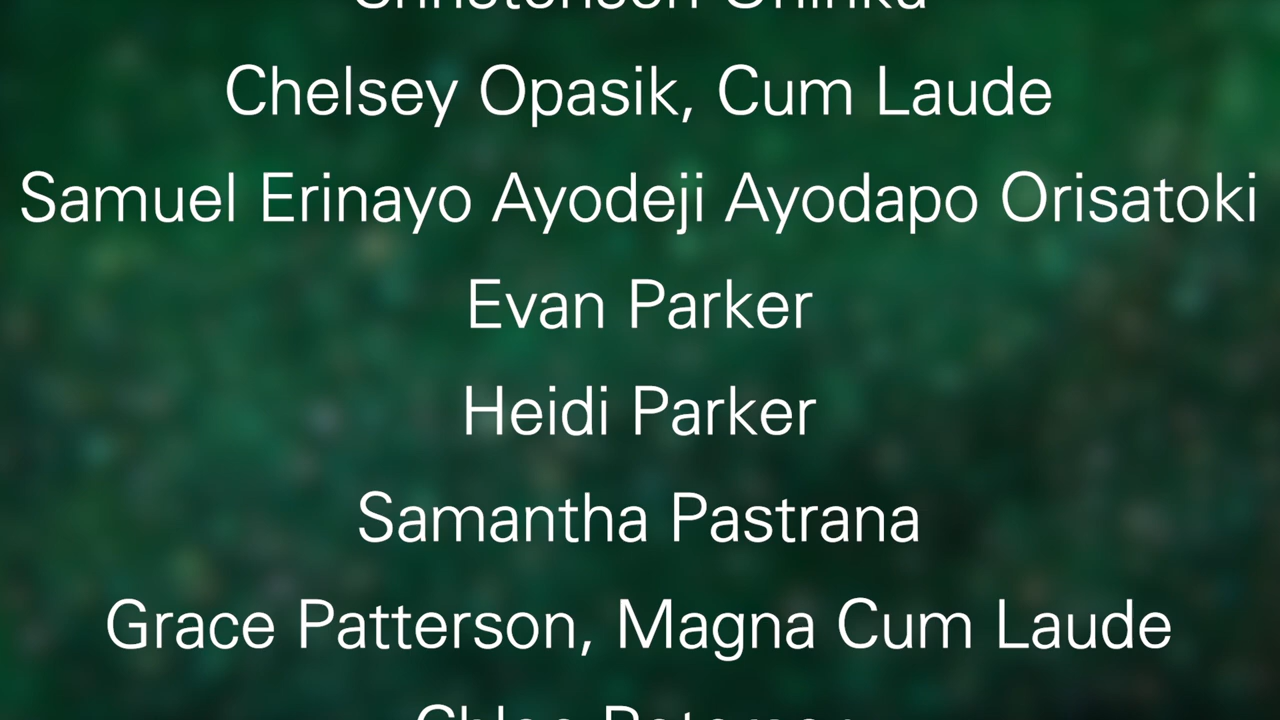 Chelsey Opasik, Cum Laude
Samuel Erinayo Ayodeji Ayodapo Orisatoki
Evan Parker
Heidi Parker
Samantha Pastrana
Grace Patterson, Magna Cum Laude